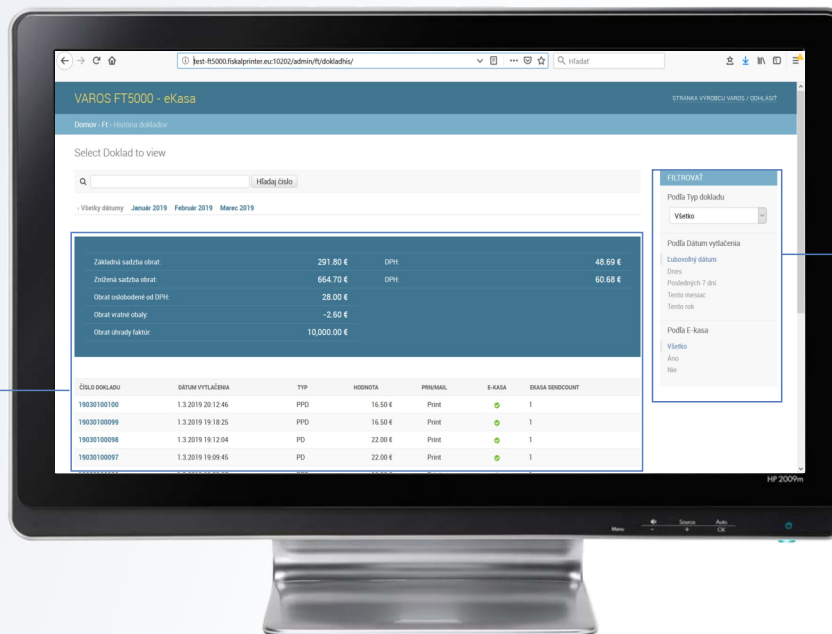 test-ft5000.fiskalprinter.eu:10202/admin/ft/dokladhis/
Hľadať
VAROS FT5000 - eKasa
STRÁNKA VÝROBCU VAROS / ODHLÁSIŤ
Domov › Ft › História dokladov
Select Doklad to view
Hľadaj číslo
‹ Všetky dátumy Január 2019 Február 2019 Marec 2019
Základná sadzba obrat: 291.80 € DPH: 48.69 €
Znížená sadzba obrat: 664.70 € DPH: 60.68 €
Obrat oslobodené od DPH: 28.00 €
Obrat vratné obaly: -2.60 €
Obrat úhrady faktúr: 10,000.00 €
ČÍSLO DOKLADU DÁTUM VYTLAČENIA TYP HODNOTA PRN/MAIL E-KASA EKASA SENDCOUNT
19030100100 1.3.2019 20:12:46 PPD 16.50 € Print 1
19030100099 1.3.2019 19:18:25 PPD 16.50 € Print 1
19030100098 1.3.2019 19:12:04 PD 22.00 € Print 1
19030100097 1.3.2019 19:09:45 PD 22.00 € Print 1
FILTROVAŤ
Podľa Typ dokladu
Všetko
Podľa Dátum vytlačenia
Ľubovoľný dátum
Dnes
Posledných 7 dní
Tento mesiac
Tento rok
Podľa E-kasa
Všetko
Áno
Nie
HP 2009m
Menu - Source + Auto OK